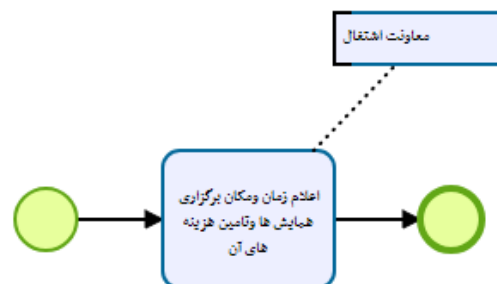 معاونت اشتغال
اعلام زمان ومکان برگزاری
همایش ها وتامین هزینه
های آن